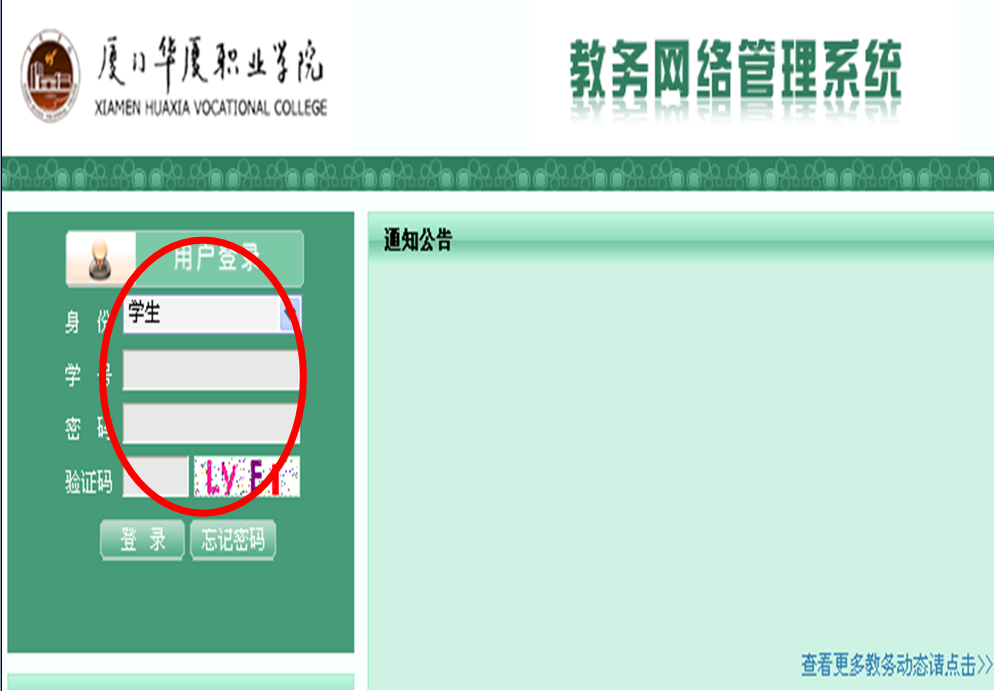 厦门华厦职业学院
XIAMEN HUAXIA VOCATIONAL COLLEGE
教务网络管理系统
用户登录
身 份 学生
学 号
密 码
验证码 LyE
登 录 忘记密码
通知公告
查看更多教务动态请点击>>